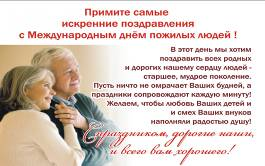 Примите самые
искренние поздравления
с Международным днём пожилых людей !
В этот день мы хотим
поздравить всех родных
и дорогих нашему сердцу людей -
старшее, мудрое поколение.
Пусть ничто не омрачает Ваших будней, а
праздники сопровождают каждую минуту!
Желаем, чтобы любовь Ваших детей и
и смех Ваших внуков
наполняли радостью душу!
С праздником, дорогие наши,
и всего вам хорошего!